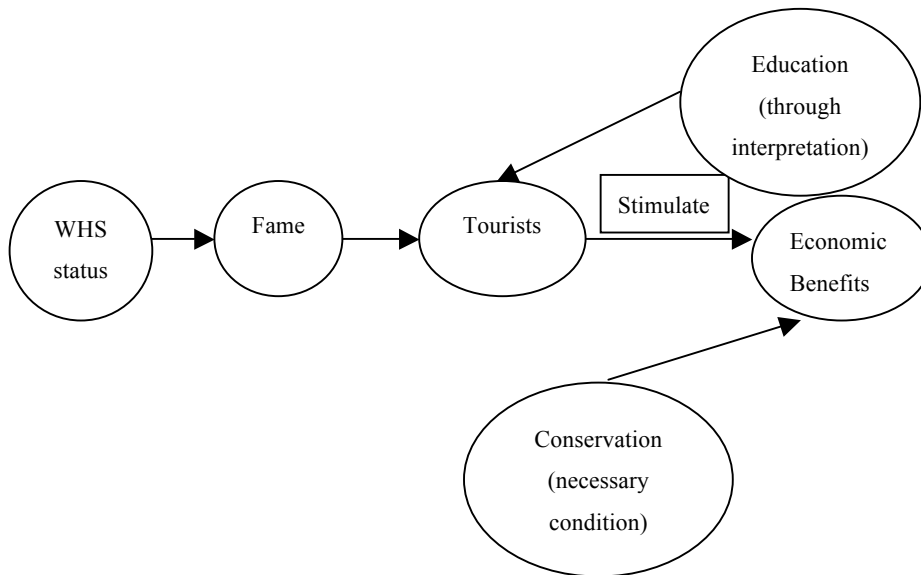 Education
(through
interpretation)
WHS
status
Fame
Tourists
Stimulate
Economic
Benefits
Conservation
(necessary
condition)